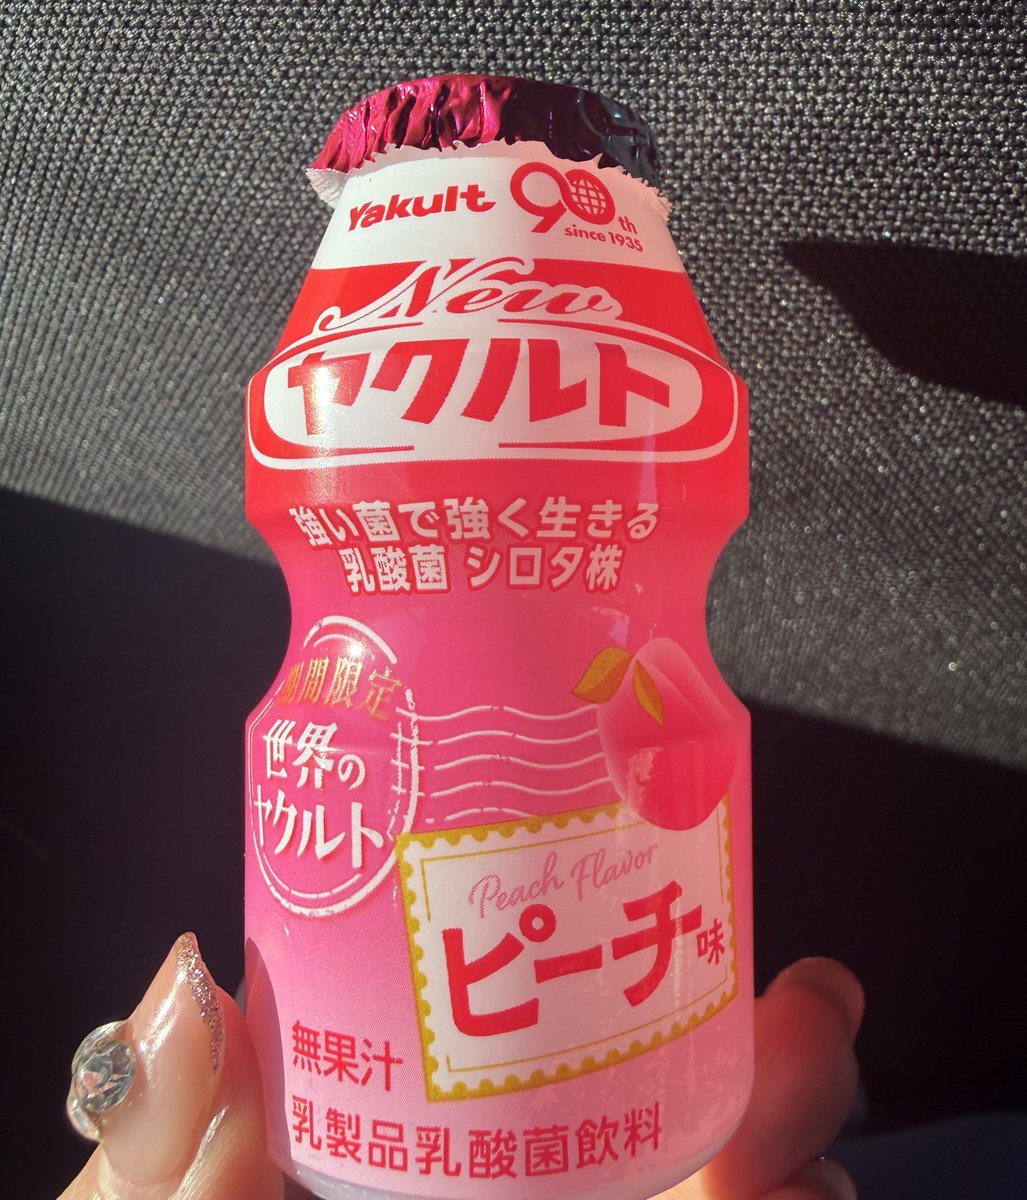 Yakult 90th
since 1935
New
ヤクルト
強い菌で強く生きる
乳酸菌 シロタ株
期間限定
世界の
ヤクルト
Peach Flavor
ピーチ味
無果汁
乳製品乳酸菌飲料